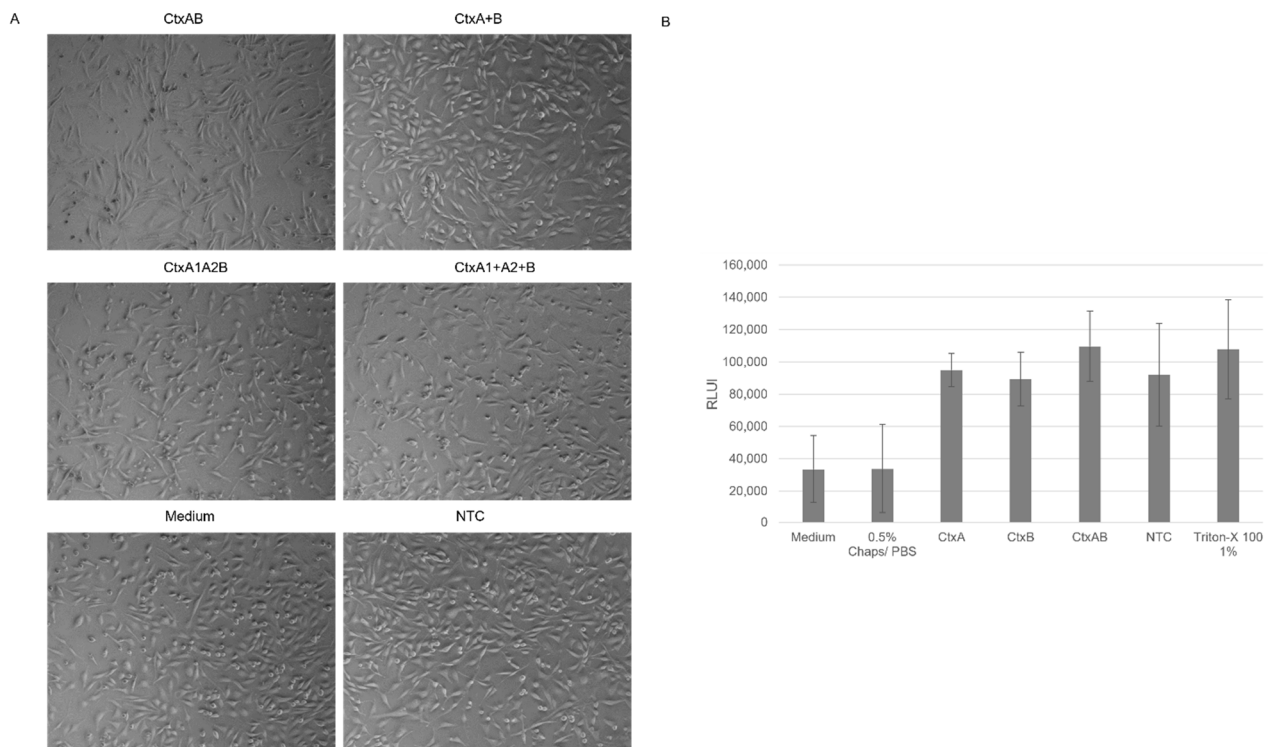 A
CtxAB
CtxA+B
CtxA1A2B
CtxA1+A2+B
Medium
NTC
B
RLUI
160,000
140,000
120,000
100,000
80,000
60,000
40,000
20,000
0
Medium
0.5%
Chaps/ PBS
CtxA
CtxB
CtxAB
NTC
Triton-X 100
1%